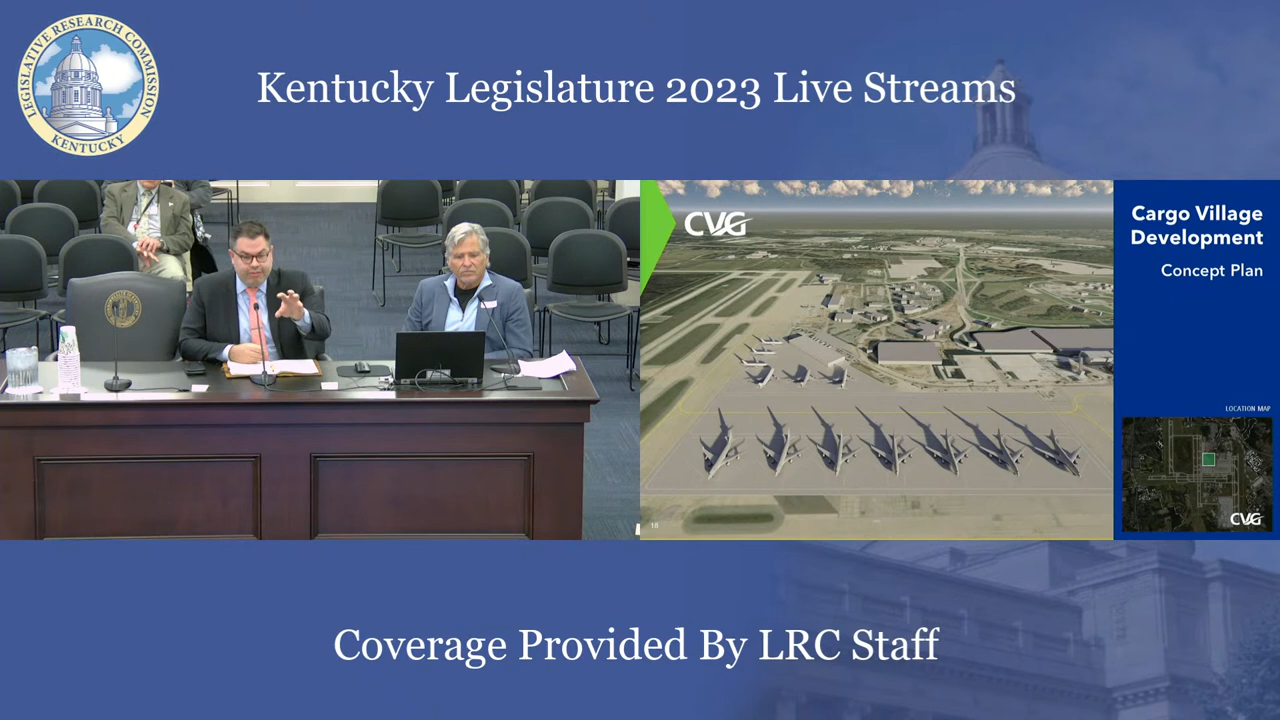 LEGISLATIVE RESEARCH COMMISSION
KENTUCKY
Kentucky Legislature 2023 Live Streams
CVG
Cargo Village
Development
Concept Plan
LOCATION MAP
CVG
18
Coverage Provided By LRC Staff